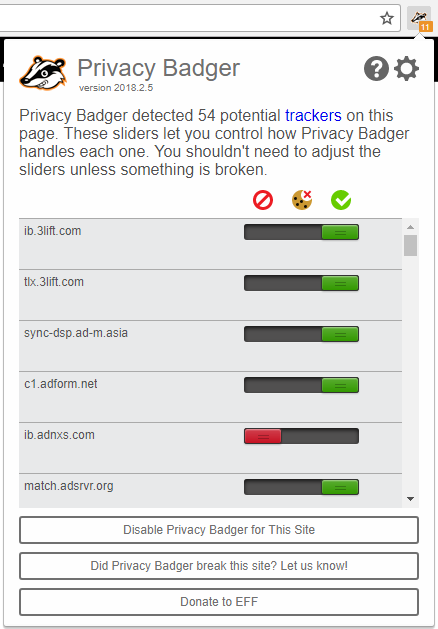 11
Privacy Badger
version 2018.2.5
Privacy Badger detected 54 potential trackers on this
page. These sliders let you control how Privacy Badger
handles each one. You shouldn't need to adjust the
sliders unless something is broken.
ib.3lift.com
tlx.3lift.com
sync-dsp.ad-m.asia
c1.adform.net
ib.adnxs.com
match.adsrvr.org
Disable Privacy Badger for This Site
Did Privacy Badger break this site? Let us know!
Donate to EFF